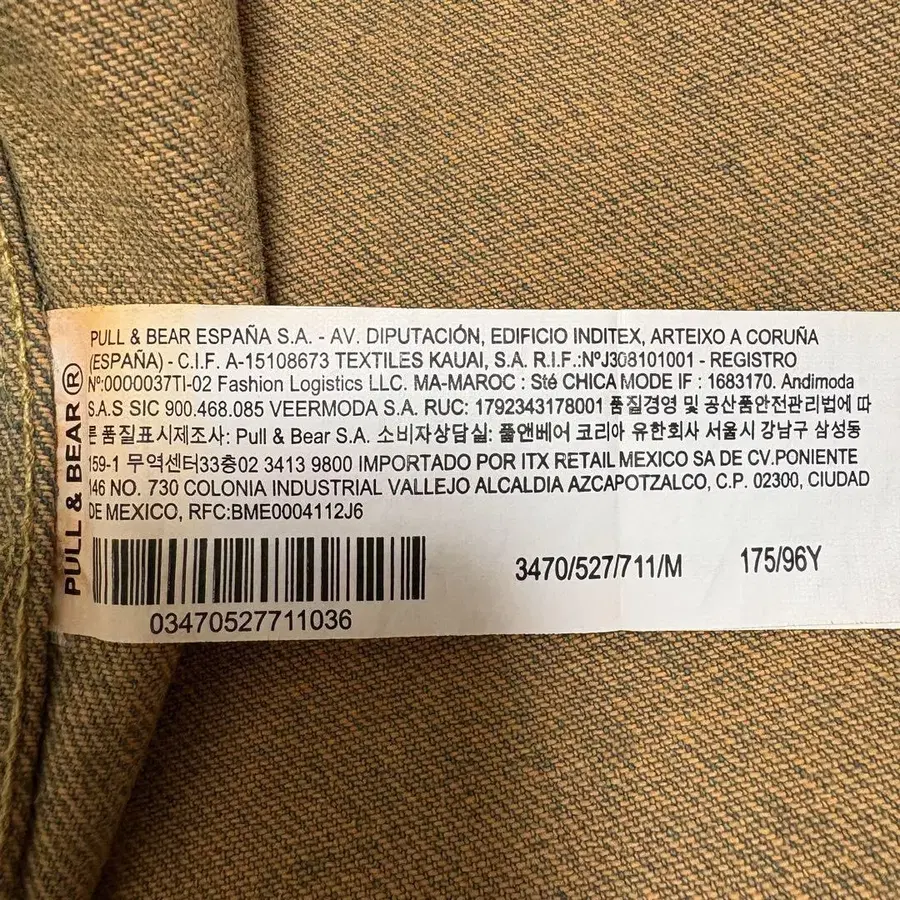 PULL & BEAR ®
PULL & BEAR ESPAÑA S.A. - AV. DIPUTACIÓN, EDIFICIO INDITEX, ARTEIXO A CORUÑA
(ESPAÑA) - C.I.F. A-15108673 TEXTILES KAUAI, S.A. R.I.F.:NºJ308101001 - REGISTRO
Nº:0000037TI-02 Fashion Logistics LLC. MA-MAROC : Sté CHICA MODE IF : 1683170. Andimoda
S.A.S SIC 900.468.085 VEERMODA S.A. RUC: 1792343178001 품질경영 및 공산품안전관리법에 따
른 품질표시제조사: Pull & Bear S.A. 소비자상담실: 풀앤베어 코리아 유한회사 서울시 강남구 삼성동
159-1 무역센터33층02 3413 9800 IMPORTADO POR ITX RETAIL MEXICO SA DE CV.PONIENTE
146 NO. 730 COLONIA INDUSTRIAL VALLEJO ALCALDIA AZCAPOTZALCO, C.P. 02300, CIUDAD
DE MEXICO, RFC:BME0004112J6
3470/527/711/M 175/96Y
03470527711036